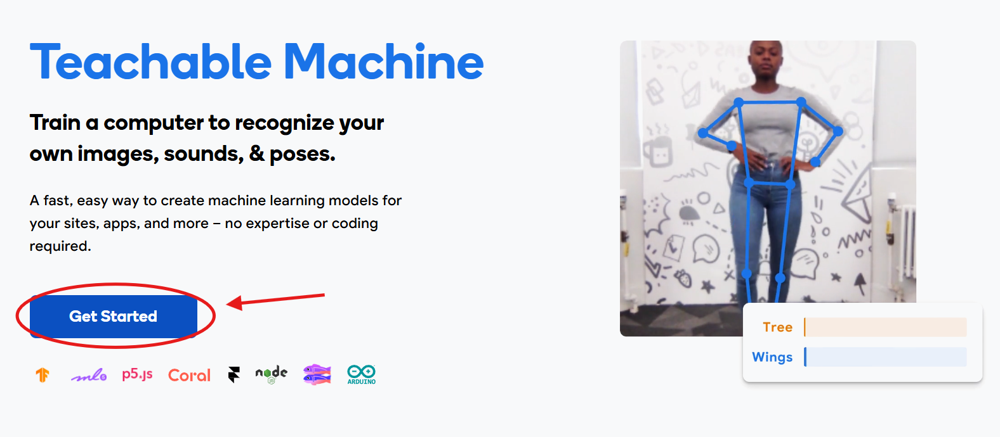 Teachable Machine
Train a computer to recognize your
own images, sounds, & poses.
A fast, easy way to create machine learning models for
your sites, apps, and more – no expertise or coding
required.
Get Started
ml5 p5.js Coral node JS ARDUINO
Tree
Wings